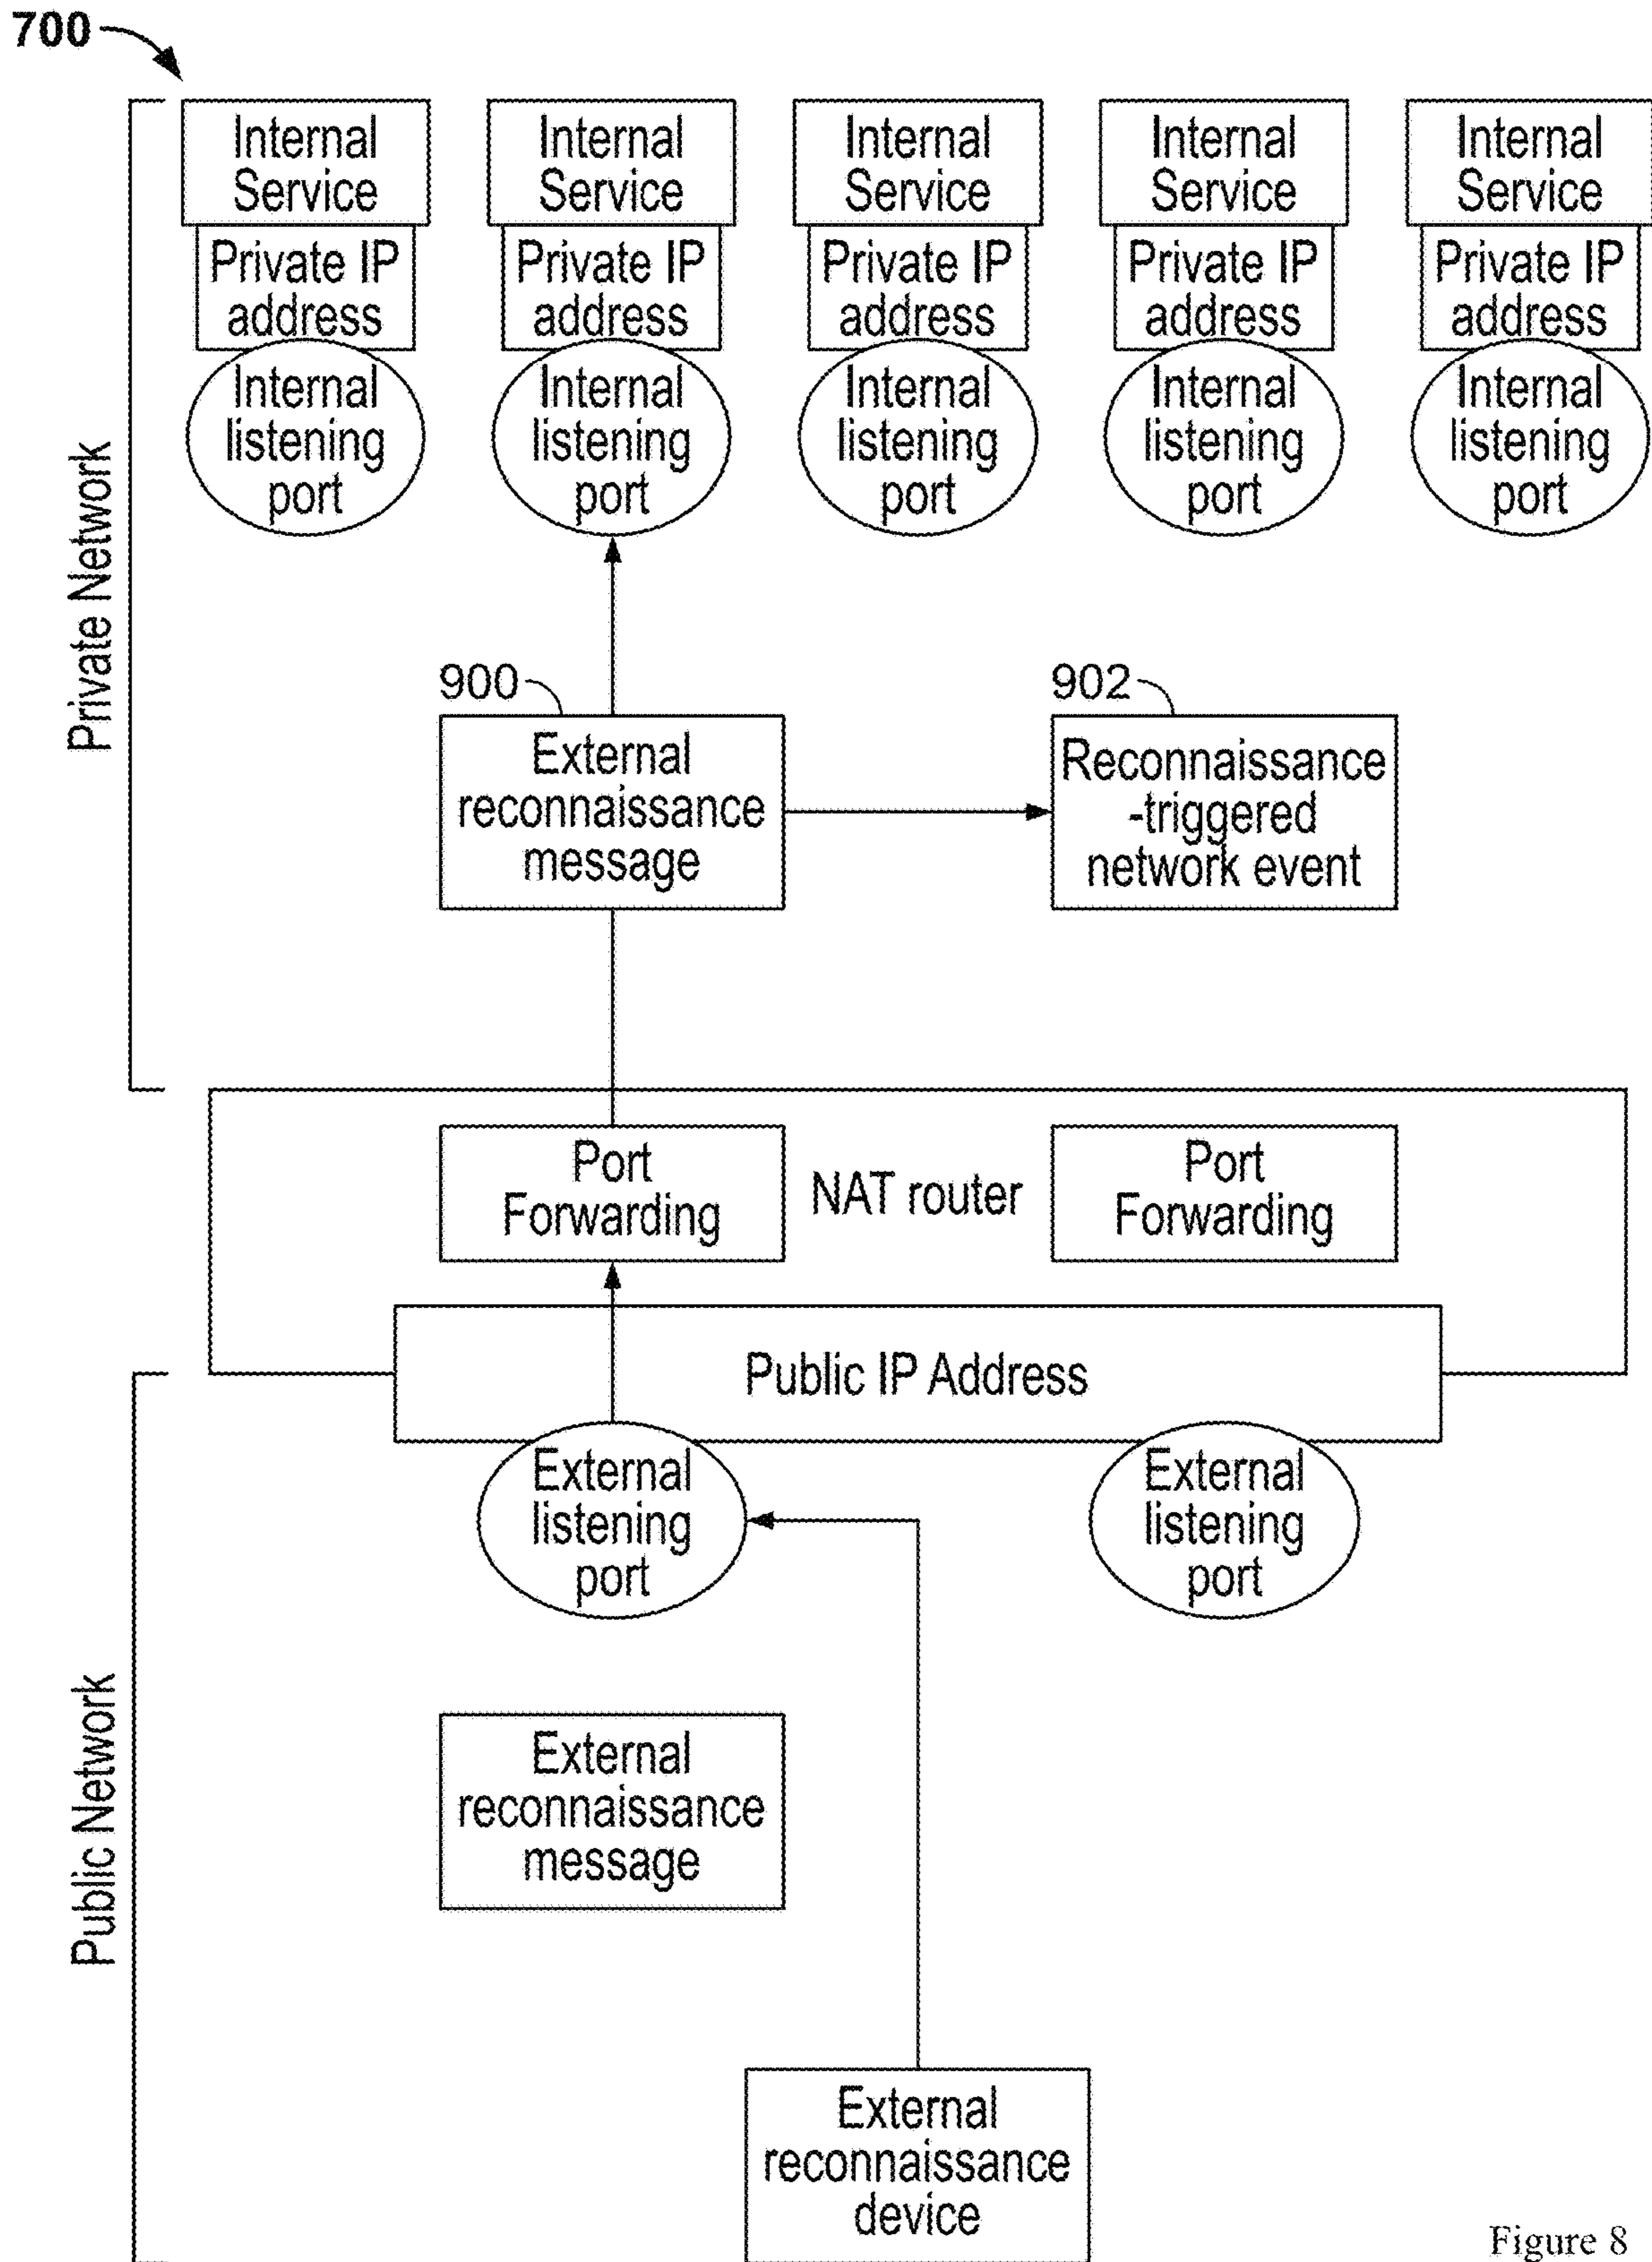 700
Internal
Service
Private IP
address
Internal
listening
port
Internal
Service
Private IP
address
Internal
listening
port
Internal
Service
Private IP
address
Internal
listening
port
Internal
Service
Private IP
address
Internal
listening
port
Internal
Service
Private IP
address
Internal
listening
port
Private Network
900
External
reconnaissance
message
902
Reconnaissance
-triggered
network event
Port
Forwarding
NAT router
Port
Forwarding
Public IP Address
External
listening
port
External
listening
port
Public Network
External
reconnaissance
message
External
reconnaissance
device
Figure 8